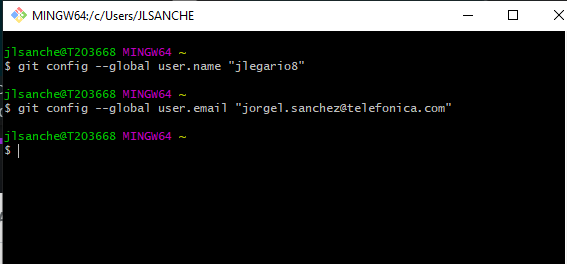 MINGW64:/c/Users/JLSANCHE
jlsanche@T203668 MINGW64 ~
$ git config --global user.name "jlegario8"
jlsanche@T203668 MINGW64 ~
$ git config --global user.email "jorgel.sanchez@telefonica.com"
jlsanche@T203668 MINGW64 ~
$